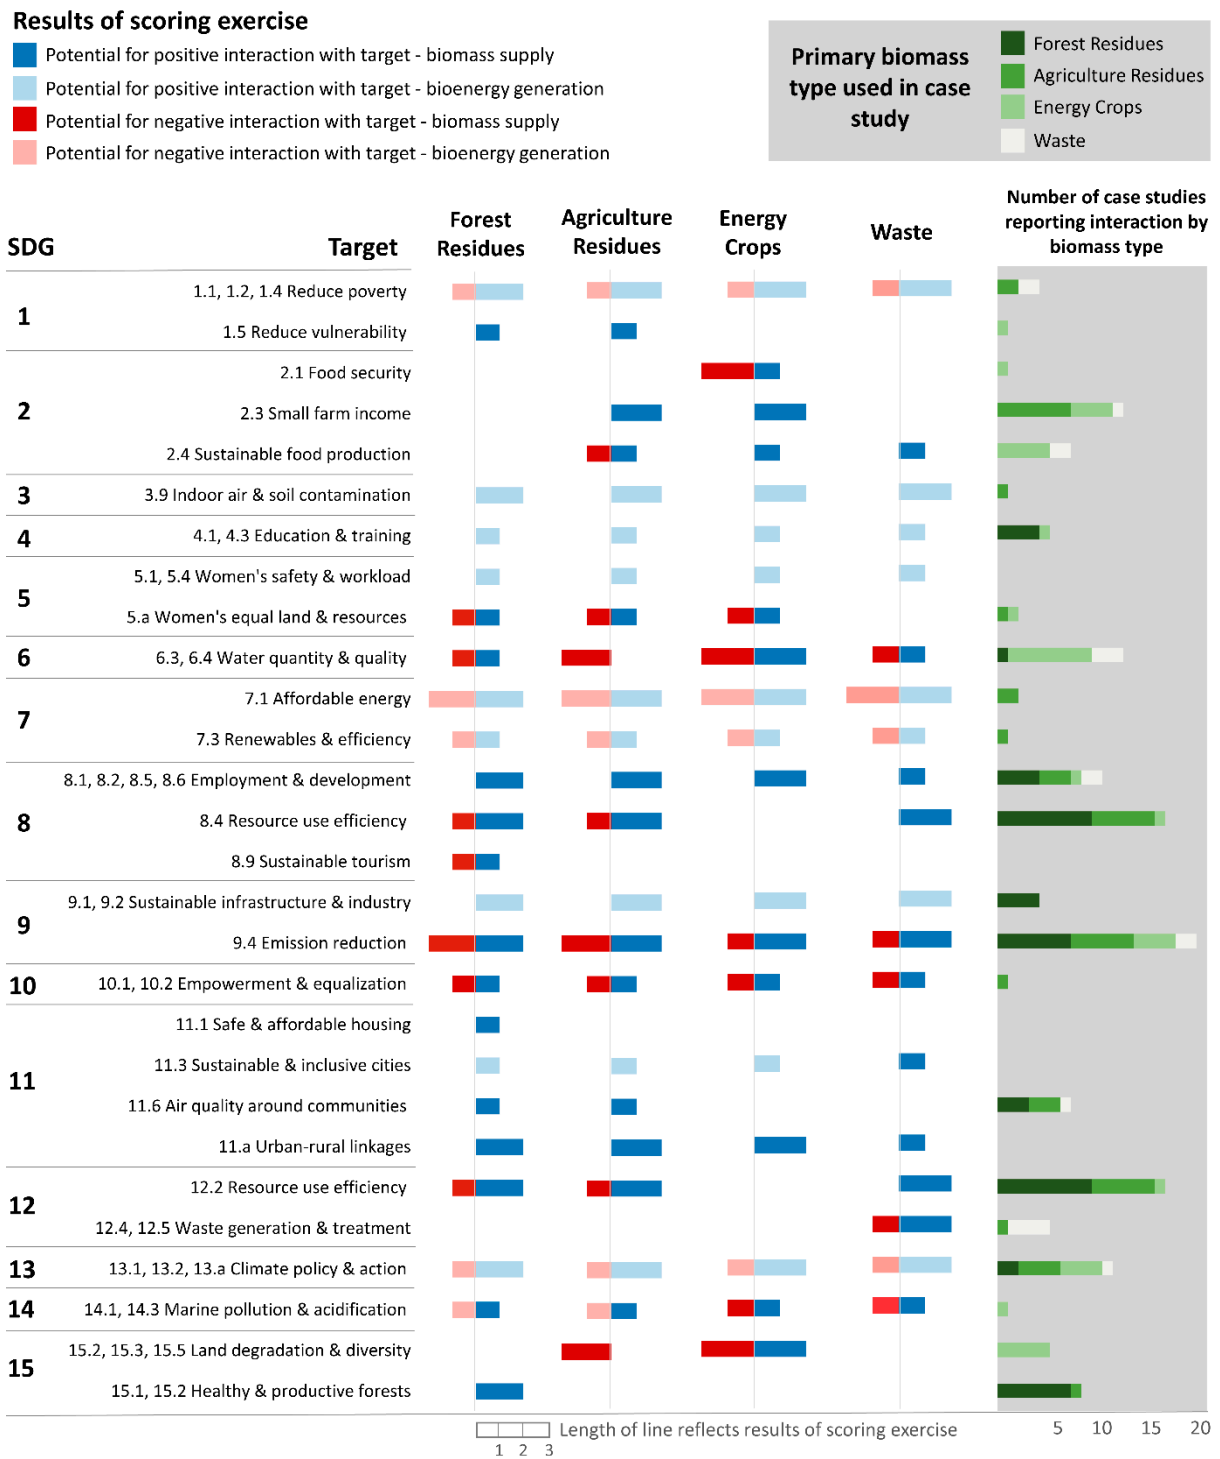 Results of scoring exercise
Potential for positive interaction with target - biomass supply
Potential for positive interaction with target - bioenergy generation
Potential for negative interaction with target - biomass supply
Potential for negative interaction with target - bioenergy generation
Primary biomass
type used in case
study
Forest Residues
Agriculture Residues
Energy Crops
Waste
SDG
Target
Forest
Residues
Agriculture
Residues
Energy
Crops
Waste
Number of case studies
reporting interaction by
biomass type
1
1.1, 1.2, 1.4 Reduce poverty
1.5 Reduce vulnerability
2
2.1 Food security
2.3 Small farm income
2.4 Sustainable food production
3
3.9 Indoor air & soil contamination
4
4.1, 4.3 Education & training
5
5.1, 5.4 Women's safety & workload
5.a Women's equal land & resources
6
6.3, 6.4 Water quantity & quality
7
7.1 Affordable energy
7.3 Renewables & efficiency
8
8.1, 8.2, 8.5, 8.6 Employment & development
8.4 Resource use efficiency
8.9 Sustainable tourism
9
9.1, 9.2 Sustainable infrastructure & industry
9.4 Emission reduction
10
10.1, 10.2 Empowerment & equalization
11
11.1 Safe & affordable housing
11.3 Sustainable & inclusive cities
11.6 Air quality around communities
11.a Urban-rural linkages
12
12.2 Resource use efficiency
12.4, 12.5 Waste generation & treatment
13
13.1, 13.2, 13.a Climate policy & action
14
14.1, 14.3 Marine pollution & acidification
15
15.2, 15.3, 15.5 Land degradation & diversity
15.1, 15.2 Healthy & productive forests
Length of line reflects results of scoring exercise
1 2 3
5 10 15 20